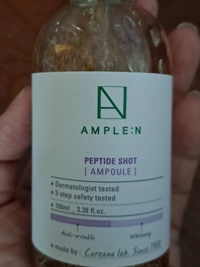 AMPLE:N
PEPTIDE SHOT
[ AMPOULE ]
• Dermatologist tested
• 3-step safety tested
• 100ml_ 3.38 fl.oz.
Anti-wrinkle Whitening
• made by : Coreana lab. Since 1988